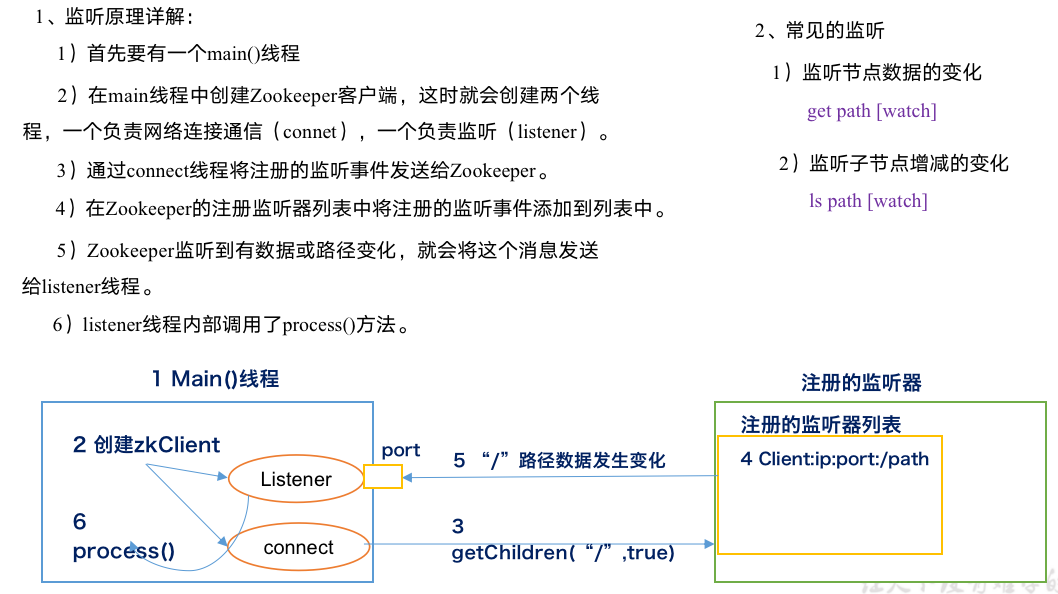 1、监听原理详解：
1）首先要有一个main()线程
2）在main线程中创建Zookeeper客户端，这时就会创建两个线
程，一个负责网络连接通信（connet），一个负责监听（listener）。
3）通过connect线程将注册的监听事件发送给Zookeeper。
4）在Zookeeper的注册监听器列表中将注册的监听事件添加到列表中。
5）Zookeeper监听到有数据或路径变化，就会将这个消息发送
给listener线程。
6）listener线程内部调用了process()方法。
2、常见的监听
1）监听节点数据的变化
get path [watch]
2）监听子节点增减的变化
ls path [watch]
1 Main()线程
2 创建zkClient
Listener
port
5 “/”路径数据发生变化
6
process()
connect
3
getChildren(“/”,true)
注册的监听器
注册的监听器列表
4 Client:ip:port:/path